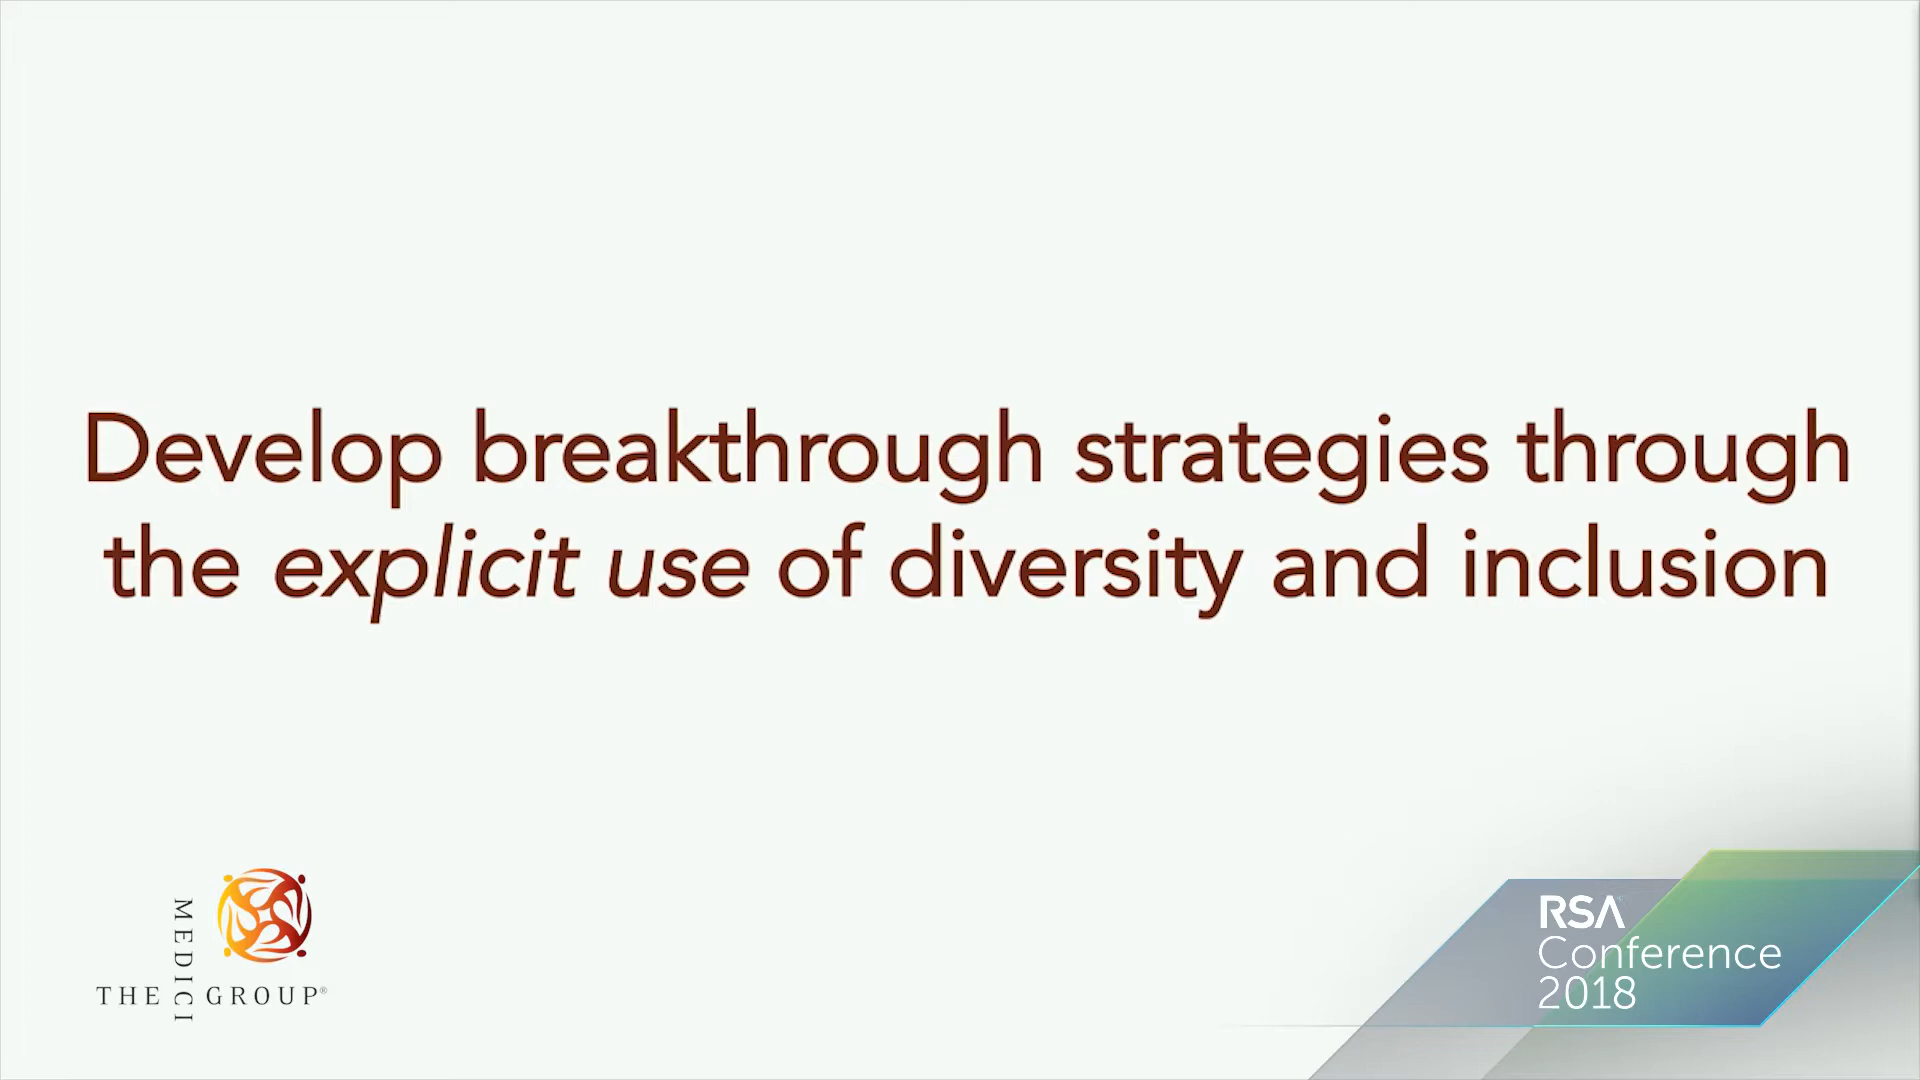 Develop breakthrough strategies through
the explicit use of diversity and inclusion
THE MEDICI GROUP®
RSA
Conference
2018